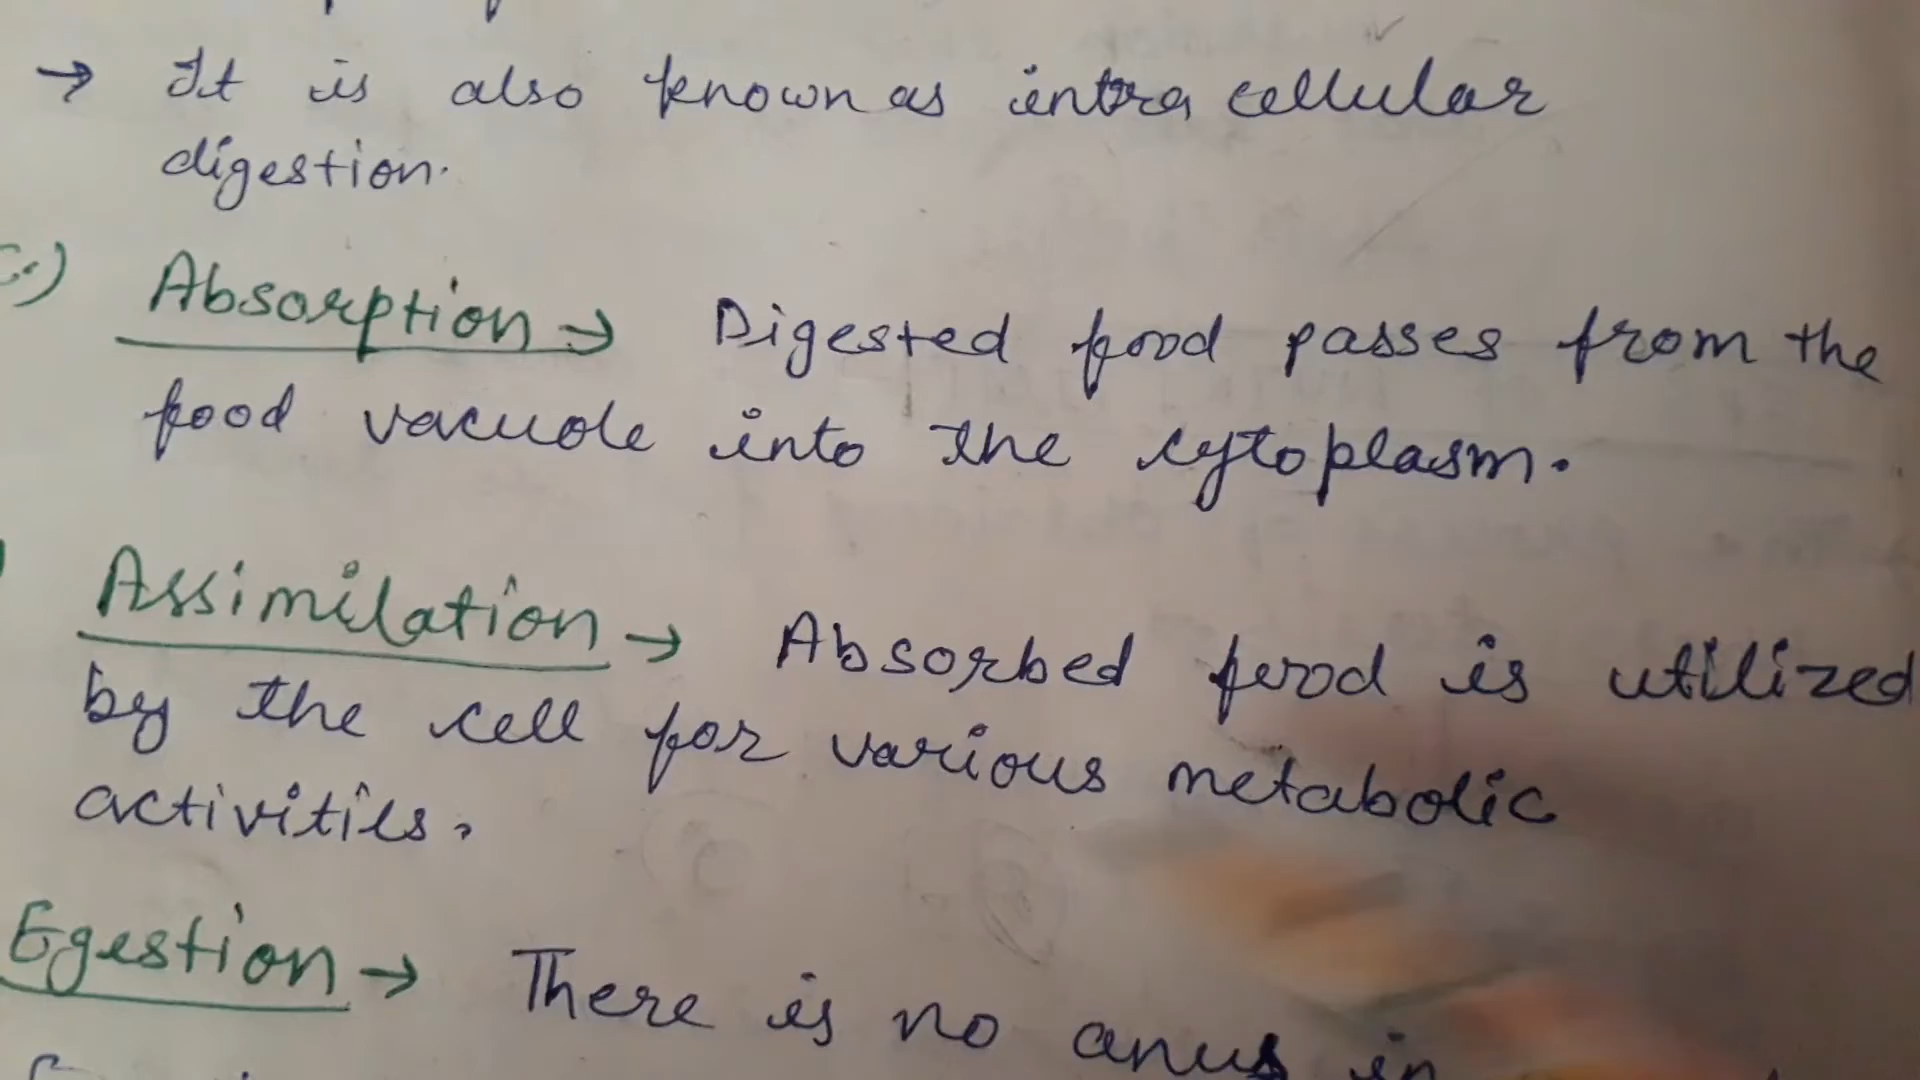 → It is also known as intra cellular
digestion.
c.) Absorption → Digested food passes from the
food vacuole into the cytoplasm.
Assimilation → Absorbed food is utilized
by the cell for various metabolic
activities.
Egestion → There is no anus in